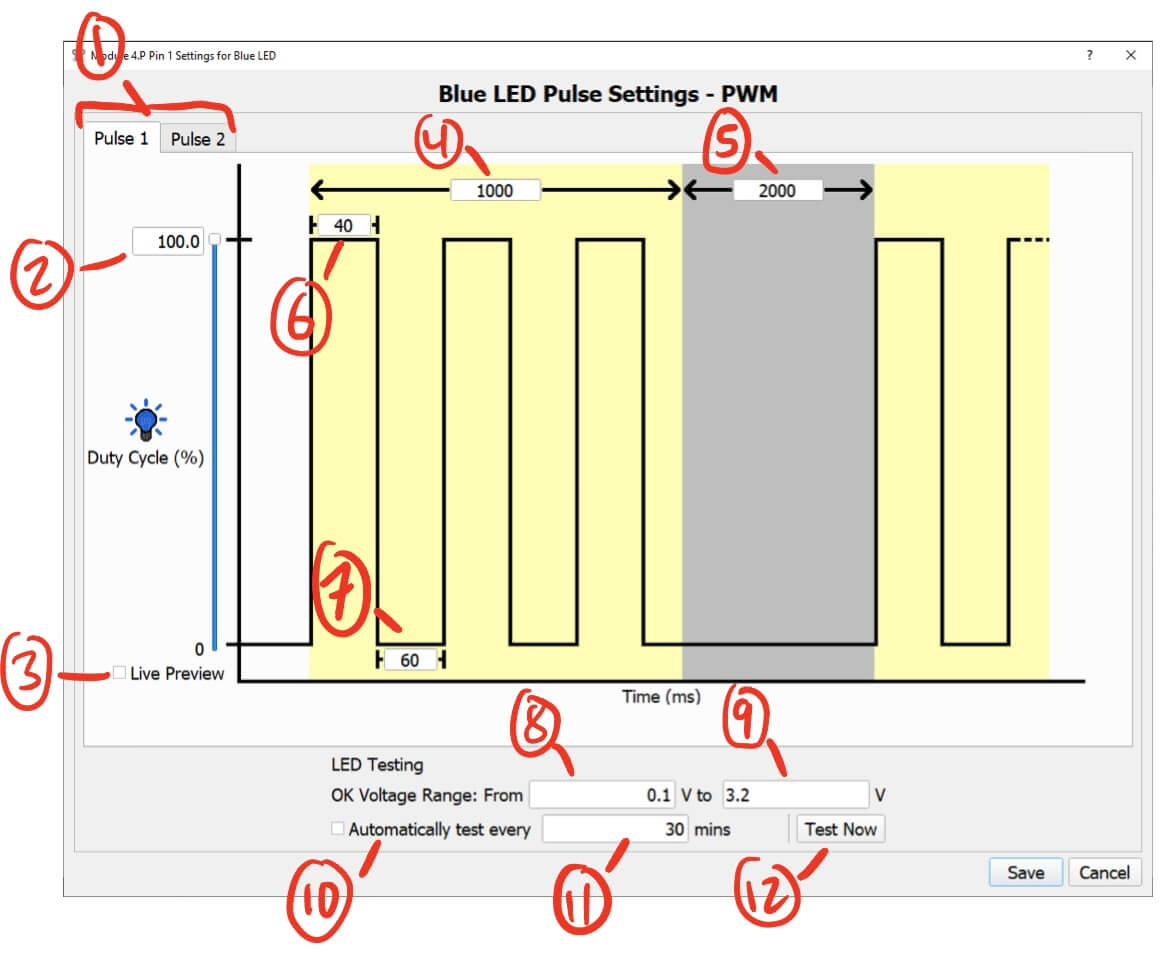 1
Module 4.P Pin 1 Settings for Blue LED ?
Blue LED Pulse Settings - PWM
Pulse 1 Pulse 2
4 5
1000 2000
40
100.0
2
6
Duty Cycle (%)
7
0
60
3 Live Preview
Time (ms)
8 9
LED Testing
OK Voltage Range: From 0.1 V to 3.2 V
Automatically test every 30 mins Test Now
10 11 12
Save Cancel